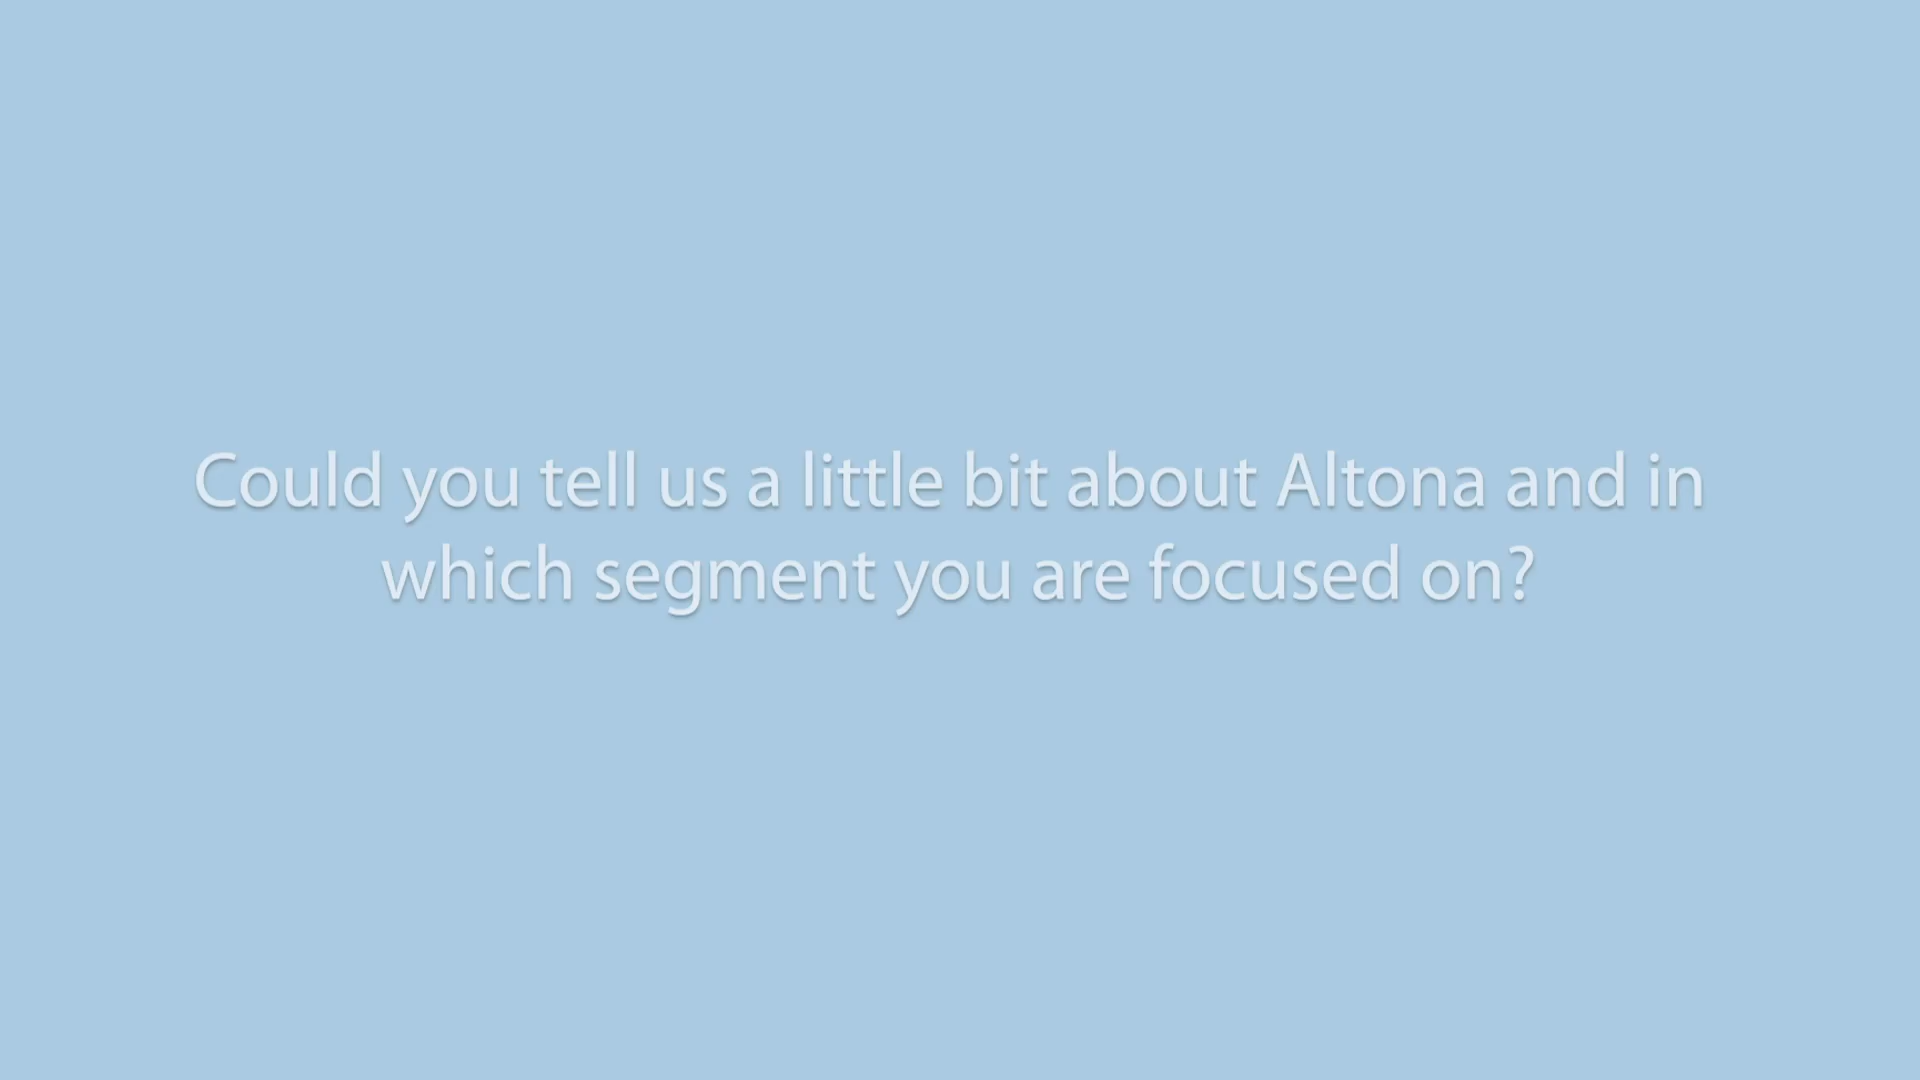 Could you tell us a little bit about Altona and in
which segment you are focused on?